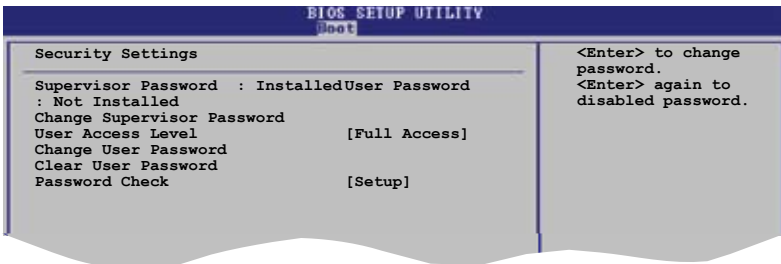 BIOS SETUP UTILITY
Boot
Security Settings
Supervisor Password : InstalledUser Password
: Not Installed
Change Supervisor Password
User Access Level [Full Access]
Change User Password
Clear User Password
Password Check [Setup]
<Enter> to change
password.
<Enter> again to
disabled password.